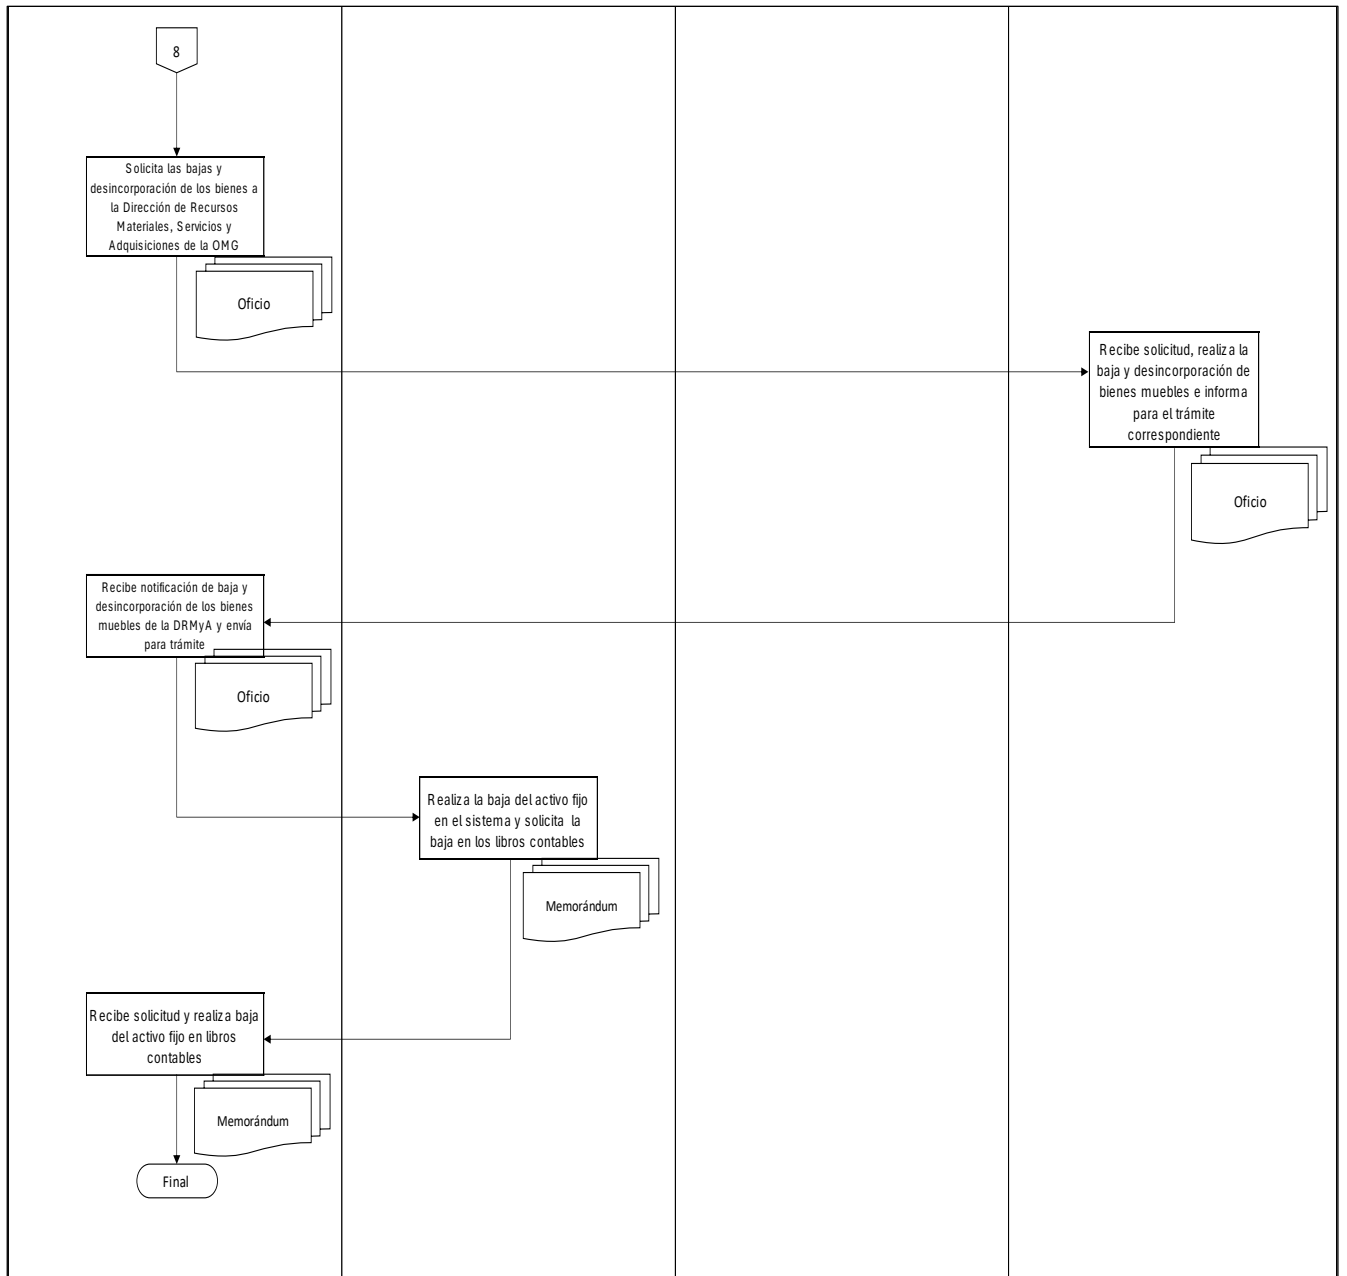 8
Solicita las bajas y
desincorporación de los bienes a
la Dirección de Recursos
Materiales, Servicios y
Adquisiciones de la OMG
Oficio
Recibe solicitud, realiza la
baja y desincorporación de
bienes muebles e informa
para el trámite
correspondiente
Oficio
Recibe notificación de baja y
desincorporación de los bienes
muebles de la DRMyA y envía
para trámite
Oficio
Realiza la baja del activo fijo
en el sistema y solicita la
baja en los libros contables
Memorándum
Recibe solicitud y realiza baja
del activo fijo en libros
contables
Memorándum
Final